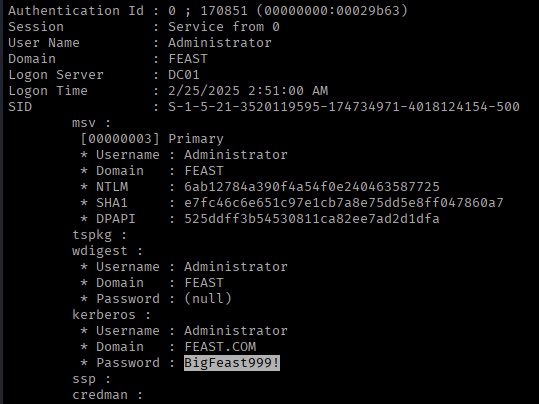 Authentication Id : 0 ; 170851 (00000000:00029b63)
Session           : Service from 0
User Name         : Administrator
Domain            : FEAST
Logon Server      : DC01
Logon Time        : 2/25/2025 2:51:00 AM
SID               : S-1-5-21-3520119595-174734971-4018124154-500
        msv :
         [00000003] Primary
         * Username : Administrator
         * Domain   : FEAST
         * NTLM     : 6ab12784a390f4a54f0e240463587725
         * SHA1     : e7fc46c6e651c97e1cb7a8e75dd5e8ff047860a7
         * DPAPI    : 525ddff3b54530811ca82ee7ad2d1dfa
        tspkg :
        wdigest :
         * Username : Administrator
         * Domain   : FEAST
         * Password : (null)
        kerberos :
         * Username : Administrator
         * Domain   : FEAST.COM
         * Password : BigFeast999!
        ssp :
        credman :